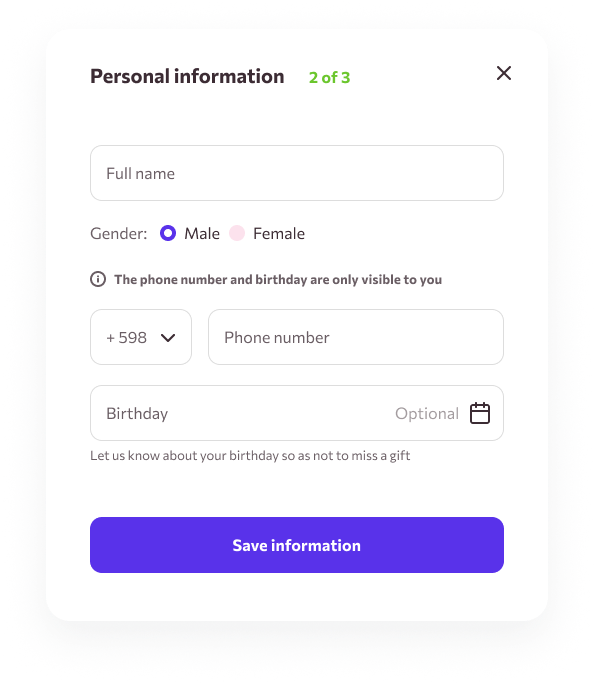 Personal information 2 of 3
Full name
Gender: Male Female
The phone number and birthday are only visible to you
+ 598 Phone number
Birthday Optional
Let us know about your birthday so as not to miss a gift
Save information